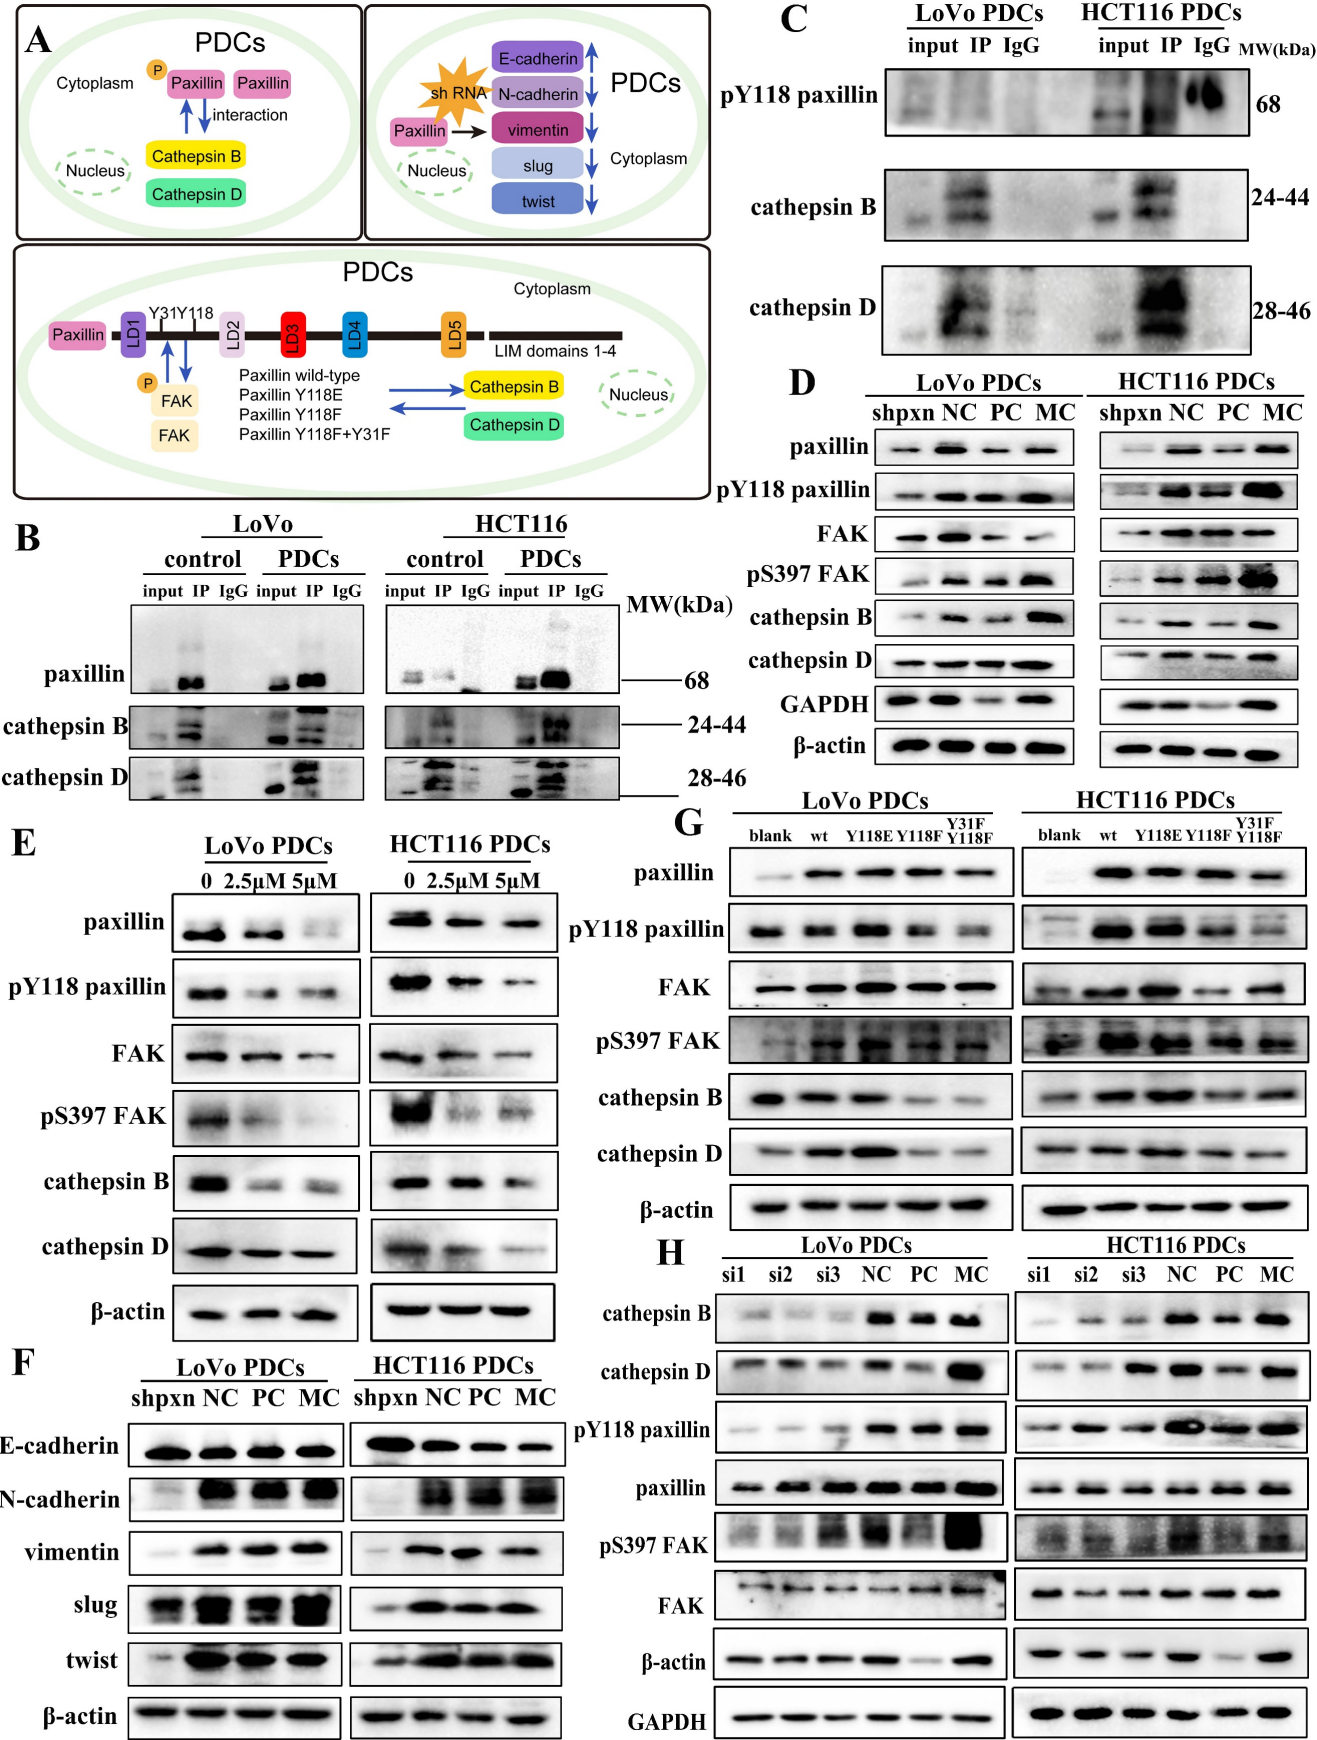 A
PDCs
Cytoplasm
P
Paxillin
Paxillin
interaction
Cathepsin B
Nucleus
Cathepsin D
E-cadherin
PDCs
sh RNA
N-cadherin
Paxillin
vimentin
Cytoplasm
Nucleus
slug
twist
PDCs
Cytoplasm
Y31Y118
Paxillin
LD1
LD2
LD3
LD4
LD5
LIM domains 1-4
P
FAK
FAK
Paxillin wild-type
Paxillin Y118E
Paxillin Y118F
Paxillin Y118F+Y31F
Cathepsin B
Cathepsin D
Nucleus
B
LoVo HCT116
control PDCs control PDCs
input IP IgG input IP IgG input IP IgG input IP IgG
MW(kDa)
paxillin 68
cathepsin B 24-44
cathepsin D 28-46
C
LoVo PDCs HCT116 PDCs
input IP IgG input IP IgG MW(kDa)
pY118 paxillin 68
cathepsin B 24-44
cathepsin D 28-46
D
LoVo PDCs HCT116 PDCs
shpxn NC PC MC shpxn NC PC MC
paxillin
pY118 paxillin
FAK
pS397 FAK
cathepsin B
cathepsin D
GAPDH
β-actin
E
LoVo PDCs HCT116 PDCs
0 2.5μM 5μM 0 2.5μM 5μM
paxillin
pY118 paxillin
FAK
pS397 FAK
cathepsin B
cathepsin D
β-actin
F
LoVo PDCs HCT116 PDCs
shpxn NC PC MC shpxn NC PC MC
E-cadherin
N-cadherin
vimentin
slug
twist
β-actin
G
LoVo PDCs HCT116 PDCs
blank wt Y118E Y118F Y31F Y118F blank wt Y118E Y118F Y31F Y118F
paxillin
pY118 paxillin
FAK
pS397 FAK
cathepsin B
cathepsin D
β-actin
H
LoVo PDCs HCT116 PDCs
si1 si2 si3 NC PC MC si1 si2 si3 NC PC MC
cathepsin B
cathepsin D
pY118 paxillin
paxillin
pS397 FAK
FAK
β-actin
GAPDH